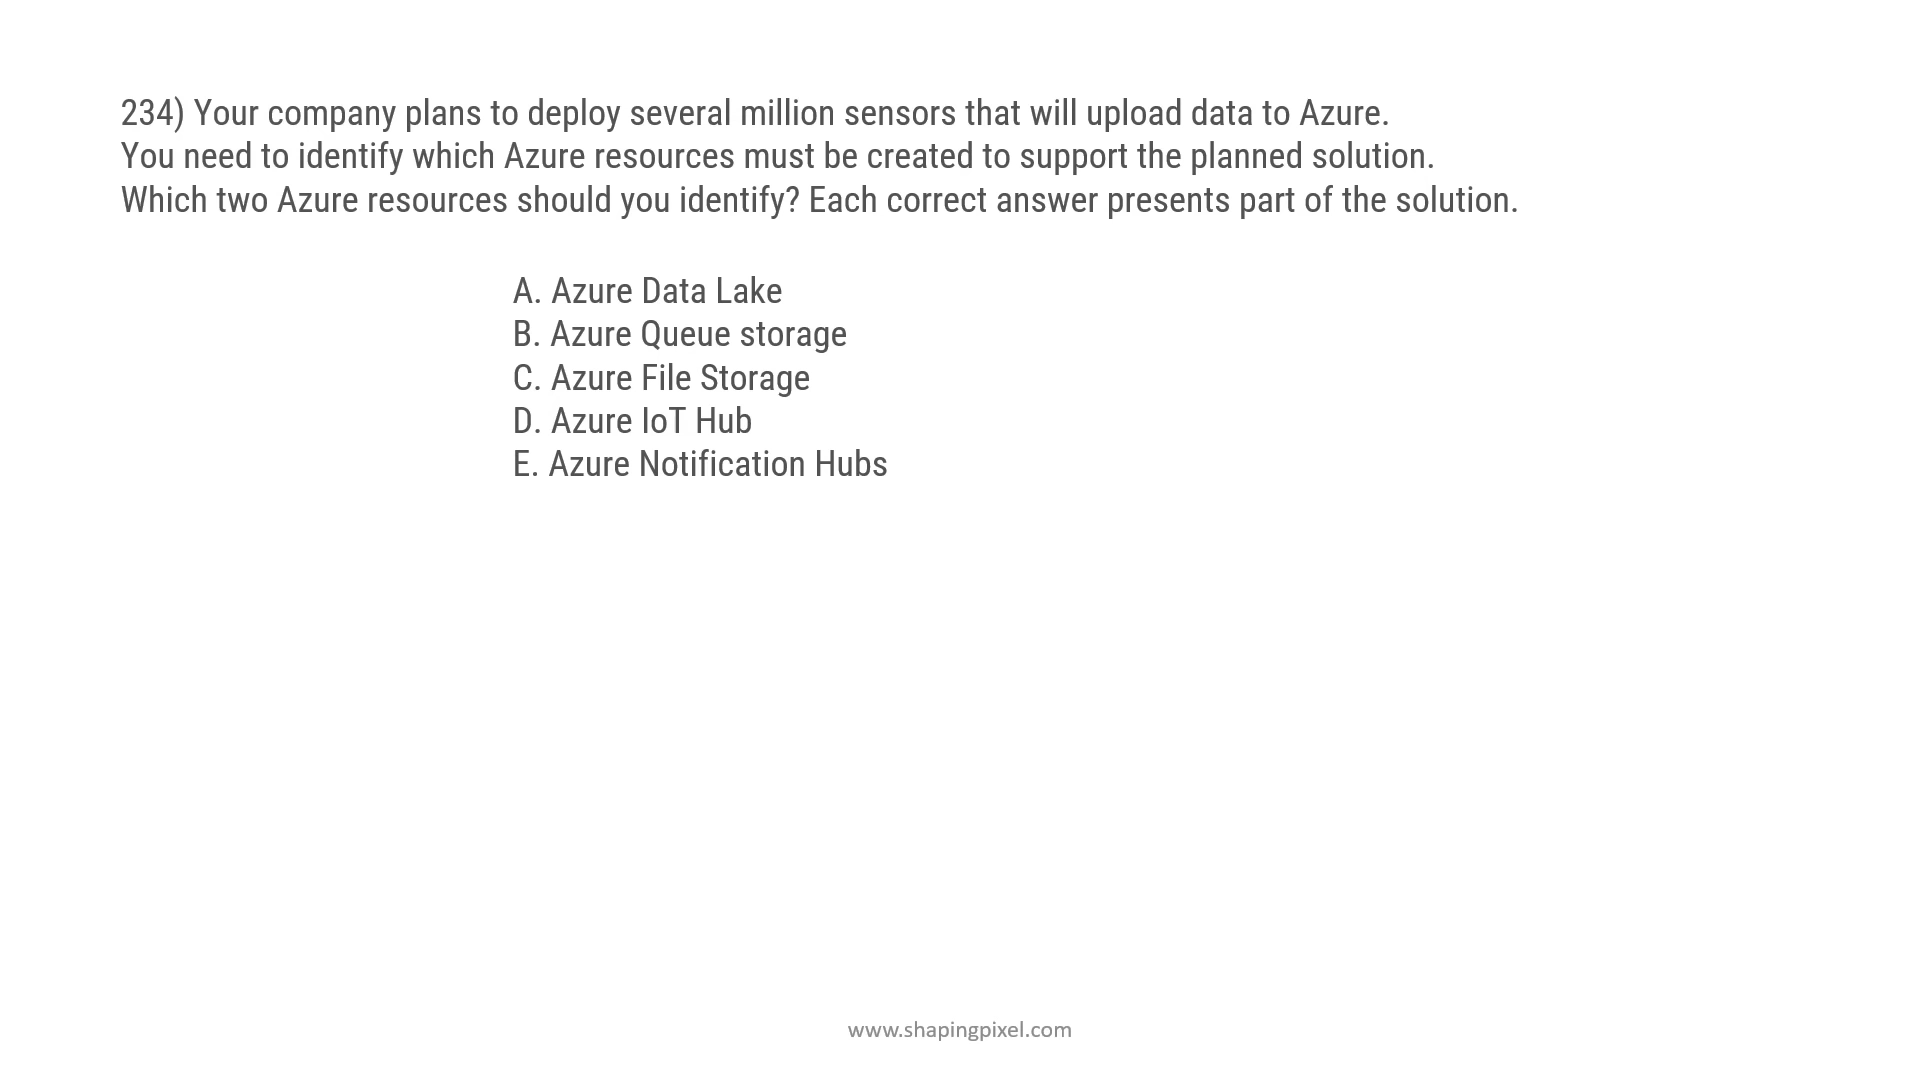 234) Your company plans to deploy several million sensors that will upload data to Azure.
You need to identify which Azure resources must be created to support the planned solution.
Which two Azure resources should you identify? Each correct answer presents part of the solution.
A. Azure Data Lake
B. Azure Queue storage
C. Azure File Storage
D. Azure IoT Hub
E. Azure Notification Hubs
www.shapingpixel.com